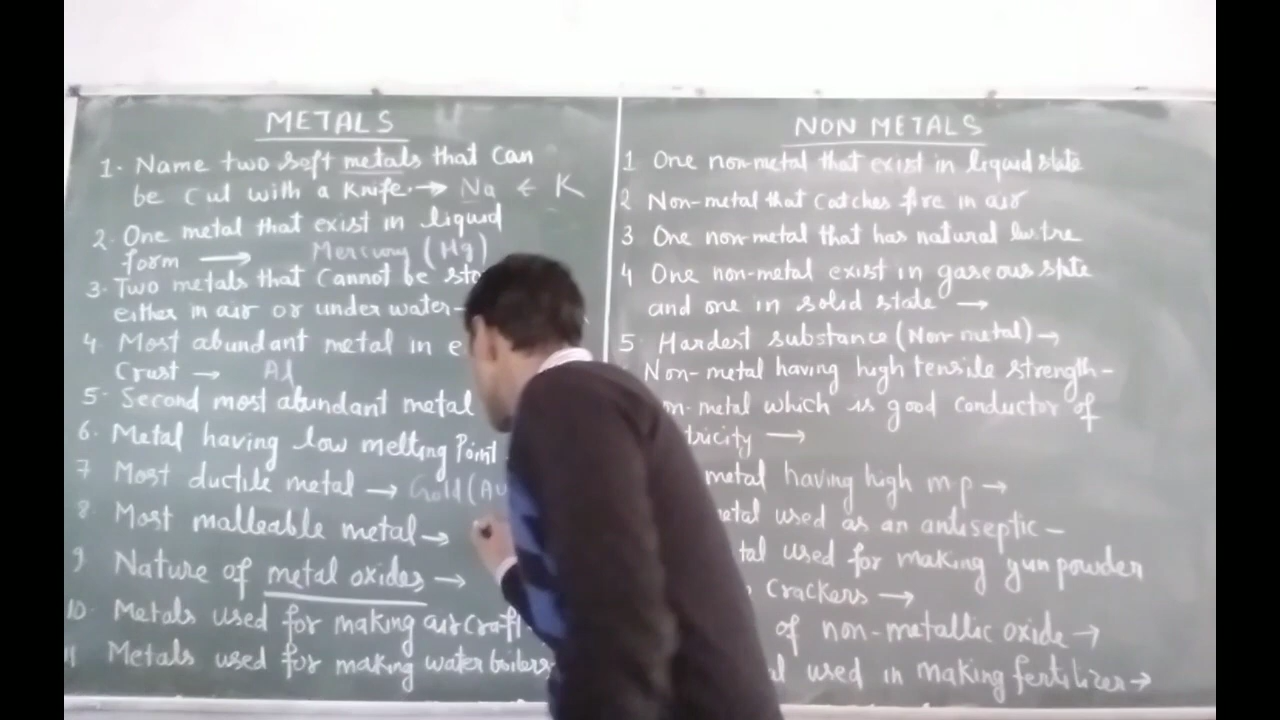 METALS
1. Name two soft metals that can
be cut with a knife. → Na & K
2. One metal that exist in liquid
form → Mercury (Hg)
3. Two metals that cannot be sto
either in air or under water -
4. Most abundant metal in e
Crust → Al
5. Second most abundant metal
6. Metal having low melting point
7 Most ductile metal → Gold (Au
8 Most malleable metal →
9 Nature of metal oxides →
10. Metals used for making aircraft
11 Metals used for making water boilers
NON METALS
1 One non-metal that exist in liquid state
2 Non-metal that catches fire in air
3 One non-metal that has natural lustre
4 One non-metal exist in gaseous state
and one in solid state →
5. Hardest substance (Non metal) →
Non-metal having high tensile strength -
n-metal which is good conductor of
tricity →
metal having high m.p →
etal used as an antiseptic -
tal used for making gunpowder
Crackers →
of non-metallic oxide →
al used in making fertilizer →